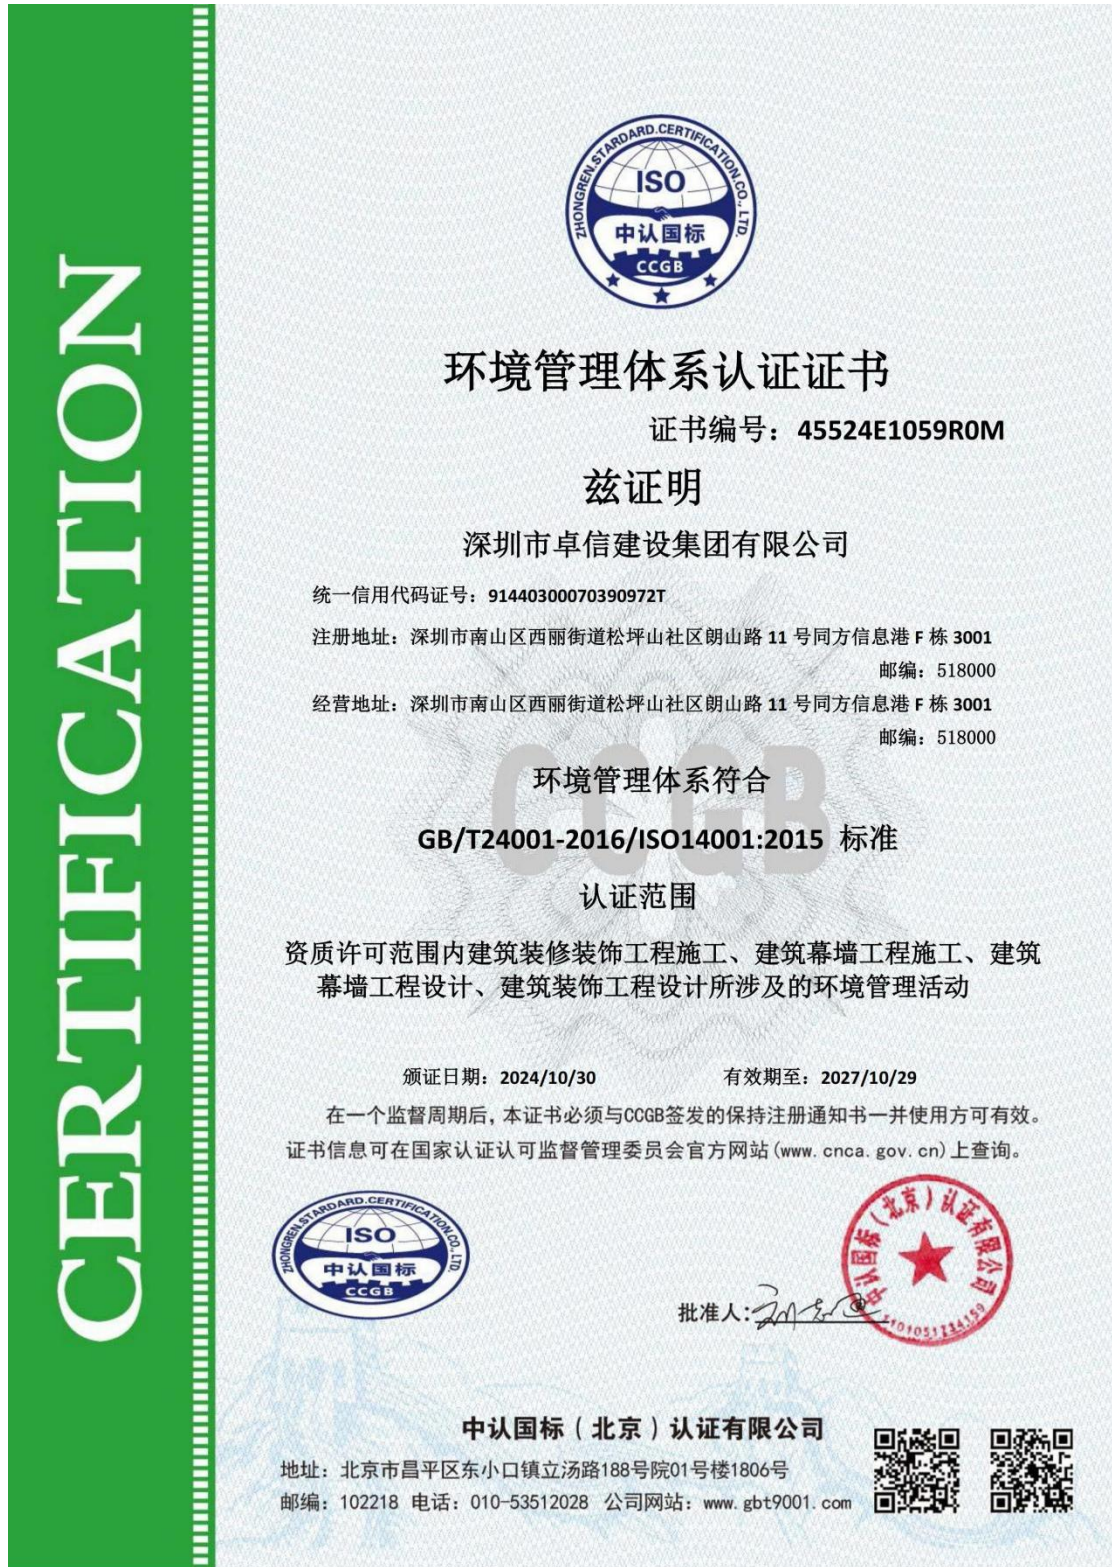 CERTIFICATION
ZHONGREN.STARDARD.CERTIFICATION.CO., LTD.
ISO
中认国标
CCGB
环境管理体系认证证书
证书编号：45524E1059R0M
兹证明
深圳市卓信建设集团有限公司
统一信用代码证号：91440300070390972T
注册地址：深圳市南山区西丽街道松坪山社区朗山路 11 号同方信息港 F 栋 3001
邮编：518000
经营地址：深圳市南山区西丽街道松坪山社区朗山路 11 号同方信息港 F 栋 3001
邮编：518000
CCGB
环境管理体系符合
GB/T24001-2016/ISO14001:2015 标准
认证范围
资质许可范围内建筑装修装饰工程施工、建筑幕墙工程施工、建筑
幕墙工程设计、建筑装饰工程设计所涉及的环境管理活动
颁证日期：2024/10/30 有效期至：2027/10/29
在一个监督周期后，本证书必须与CCGB签发的保持注册通知书一并使用方可有效。
证书信息可在国家认证认可监督管理委员会官方网站(www.cnca.gov.cn)上查询。
ZHONGREN.STARDARD.CERTIFICATION.CO., LTD.
ISO
中认国标
CCGB
中认国标（北京）认证有限公司
批准人：
中认国标（北京）认证有限公司
地址：北京市昌平区东小口镇立汤路188号院01号楼1806号
邮编：102218 电话：010-53512028 公司网站：www.gbt9001.com